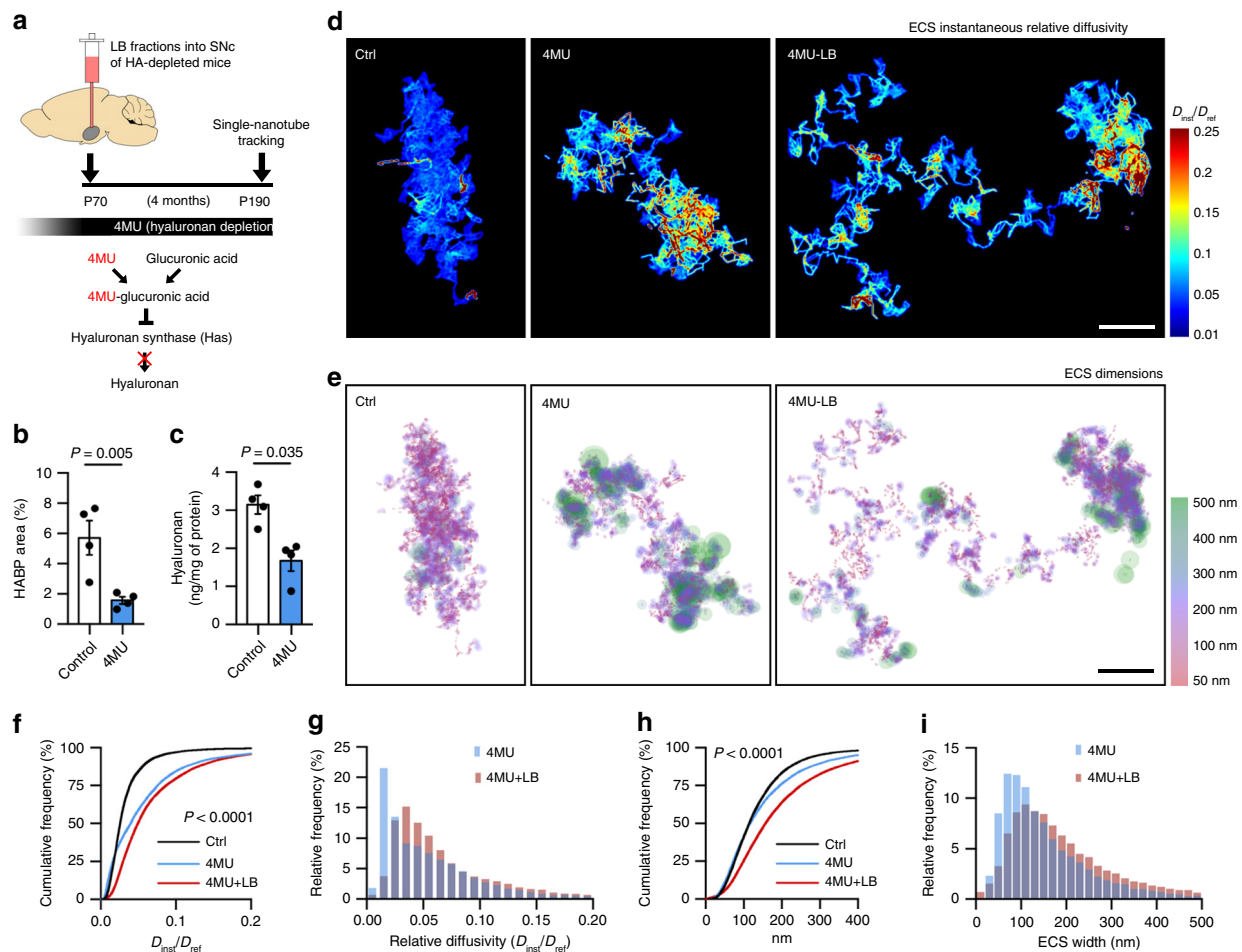 a
LB fractions into SNc
of HA-depleted mice
Single-nanotube
tracking
P70
(4 months)
P190
4MU (hyaluronan depletion
4MU
Glucuronic acid
4MU-glucuronic acid
Hyaluronan synthase (Has)
Hyaluronan
b
P = 0.005
HABP area (%)
10
8
6
4
2
0
Control
4MU
c
P = 0.035
Hyaluronan
(ng/mg of protein)
4
3
2
1
0
Control
4MU
d
ECS instantaneous relative diffusivity
Ctrl
4MU
4MU-LB
Dinst/Dref
0.25
0.20
0.15
0.10
0.05
0.01
e
ECS dimensions
Ctrl
4MU
4MU-LB
500 nm
400 nm
300 nm
200 nm
100 nm
50 nm
f
Cumulative frequency (%)
100
75
50
25
0
P < 0.0001
Ctrl
4MU
4MU+LB
0.0
0.1
0.2
Dinst/Dref
g
Relative frequency (%)
25
20
15
10
5
0
4MU
4MU+LB
0.00
0.05
0.10
0.15
0.20
Relative diffusivity (Dinst/Dref)
h
Cumulative frequency (%)
100
75
50
25
0
P < 0.0001
Ctrl
4MU
4MU+LB
0
100
200
300
400
nm
i
Relative frequency (%)
15
10
5
0
4MU
4MU+LB
0
100
200
300
400
500
ECS width (nm)